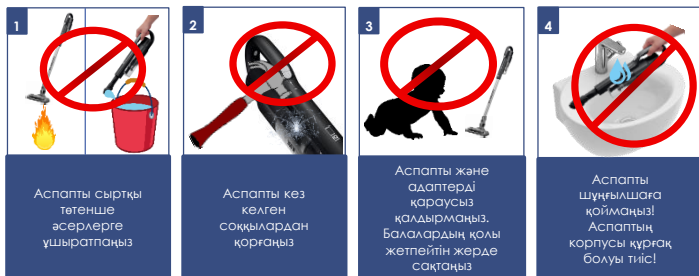 1
Аспапты сыртқы
төтенше
әсерлерге
ұшыратпаңыз
2
Аспапты кез
келген
соққылардан
қорғаңыз
3
Аспапты және
адаптерді
қараусыз
қалдырмаңыз.
Балалардың қолы
жетпейтін жерде
сақтаңыз
4
Аспапты
шұңғылшаға
қоймаңыз!
Аспаптың
корпусы құрғақ
болуы тиіс!